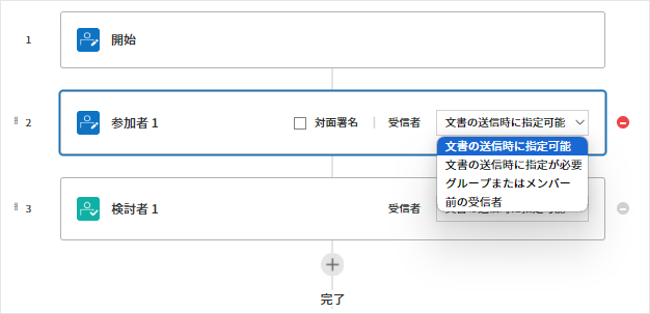 1 開始
2 参加者 1 対面署名 | 受信者 文書の送信時に指定可能
文書の送信時に指定可能
文書の送信時に指定が必要
グループまたはメンバー
前の受信者
3 検討者 1 受信者
完了